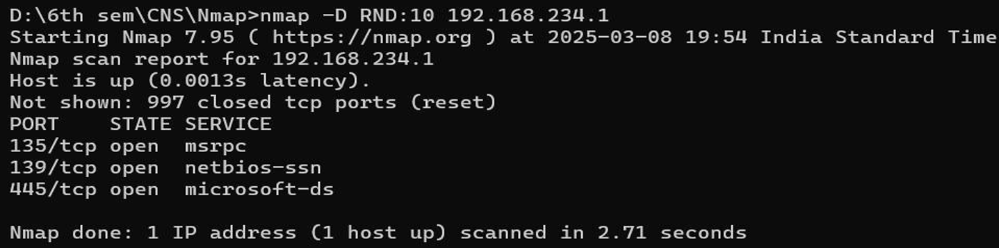 D:\6th sem\CNS\Nmap>nmap -D RND:10 192.168.234.1
Starting Nmap 7.95 ( https://nmap.org ) at 2025-03-08 19:54 India Standard Time
Nmap scan report for 192.168.234.1
Host is up (0.0013s latency).
Not shown: 997 closed tcp ports (reset)
PORT    STATE SERVICE
135/tcp open  msrpc
139/tcp open  netbios-ssn
445/tcp open  microsoft-ds
Nmap done: 1 IP address (1 host up) scanned in 2.71 seconds